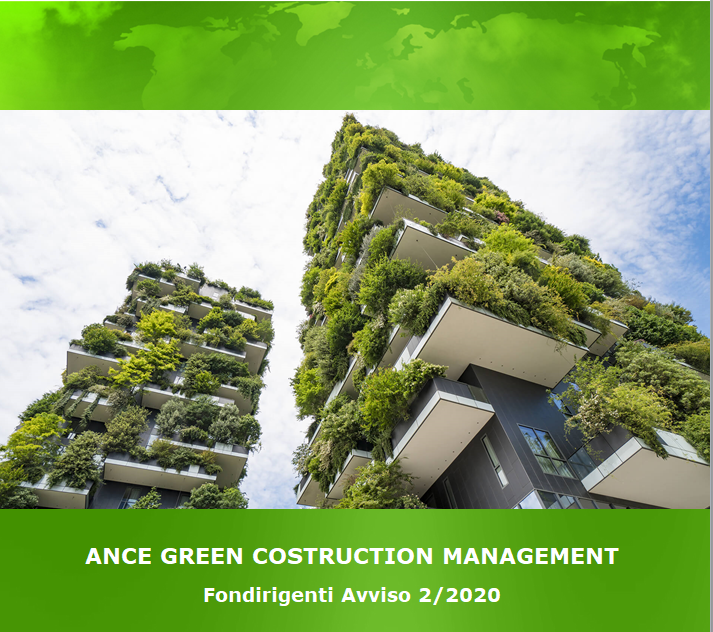 ANCE GREEN COSTRUCTION MANAGEMENT
Fondirigenti Avviso 2/2020